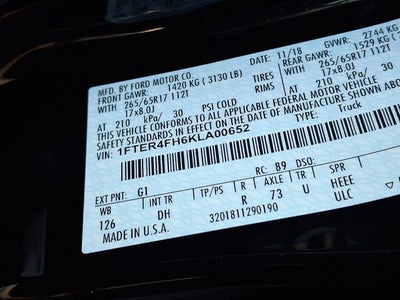 MFD. BY FORD MOTOR CO. 11/18 GVWR: 2744 KG
FRONT GAWR: 1420 KG (3130 LB) REAR GAWR: 1529 KG
265/65R17 112T TIRES 265/65R17 112T
17x8.0J RIMS 17x8.0J
AT 210 kPa/ 30 PSI COLD AT 210 kPa/ 30
THIS VEHICLE CONFORMS TO ALL APPLICABLE FEDERAL MOTOR VEHICLE
SAFETY STANDARDS IN EFFECT ON THE DATE OF MANUFACTURE SHOWN ABOVE
VIN: 1FTER4FH6KLA00652 TYPE: Truck
EXT PNT: G1 RC: 89 DSO:
WB TP/PS R AXLE TR SPR
126 DH R 73 U HEEE
MADE IN U.S.A. 3201811290190 ULC